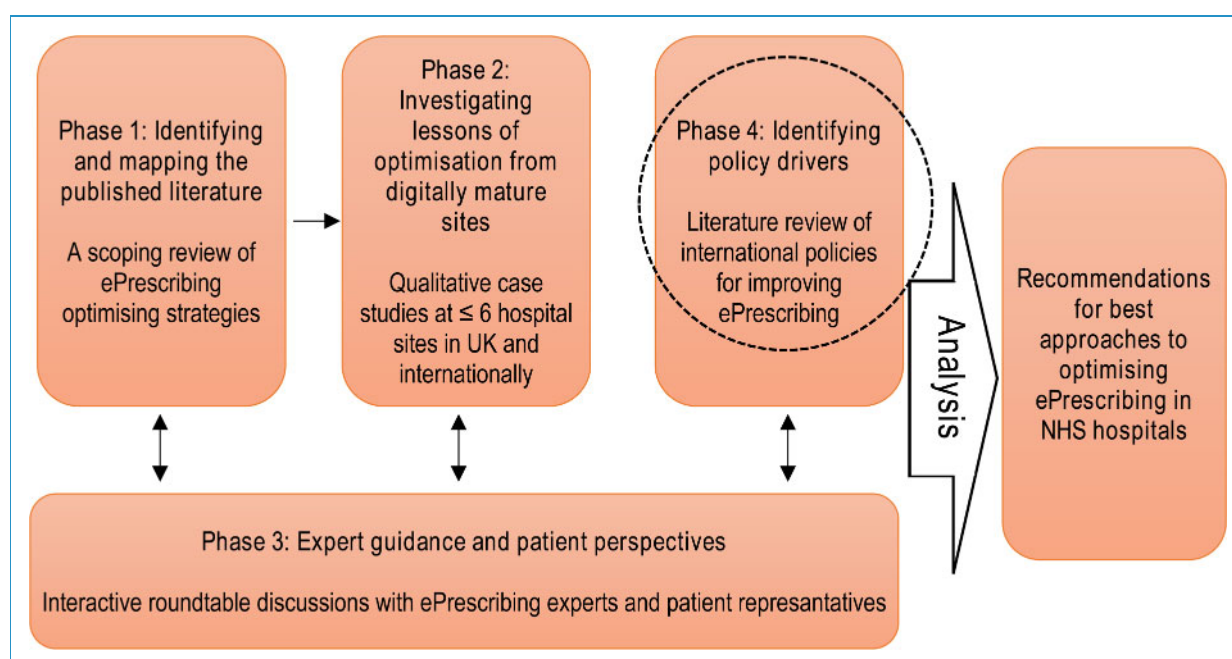 Phase 1: Identifying
and mapping the
published literature
A scoping review of
ePrescribing
optimising strategies
Phase 2:
Investigating
lessons of
optimisation from
digitally mature
sites
Qualitative case
studies at ≤ 6 hospital
sites in UK and
internationally
Phase 4: Identifying
policy drivers
Literature review of
international policies
for improving
ePrescribing
Phase 3: Expert guidance and patient perspectives
Interactive roundtable discussions with ePrescribing experts and patient represantatives
Analysis
Recommendations
for best
approaches to
optimising
ePrescribing in
NHS hospitals